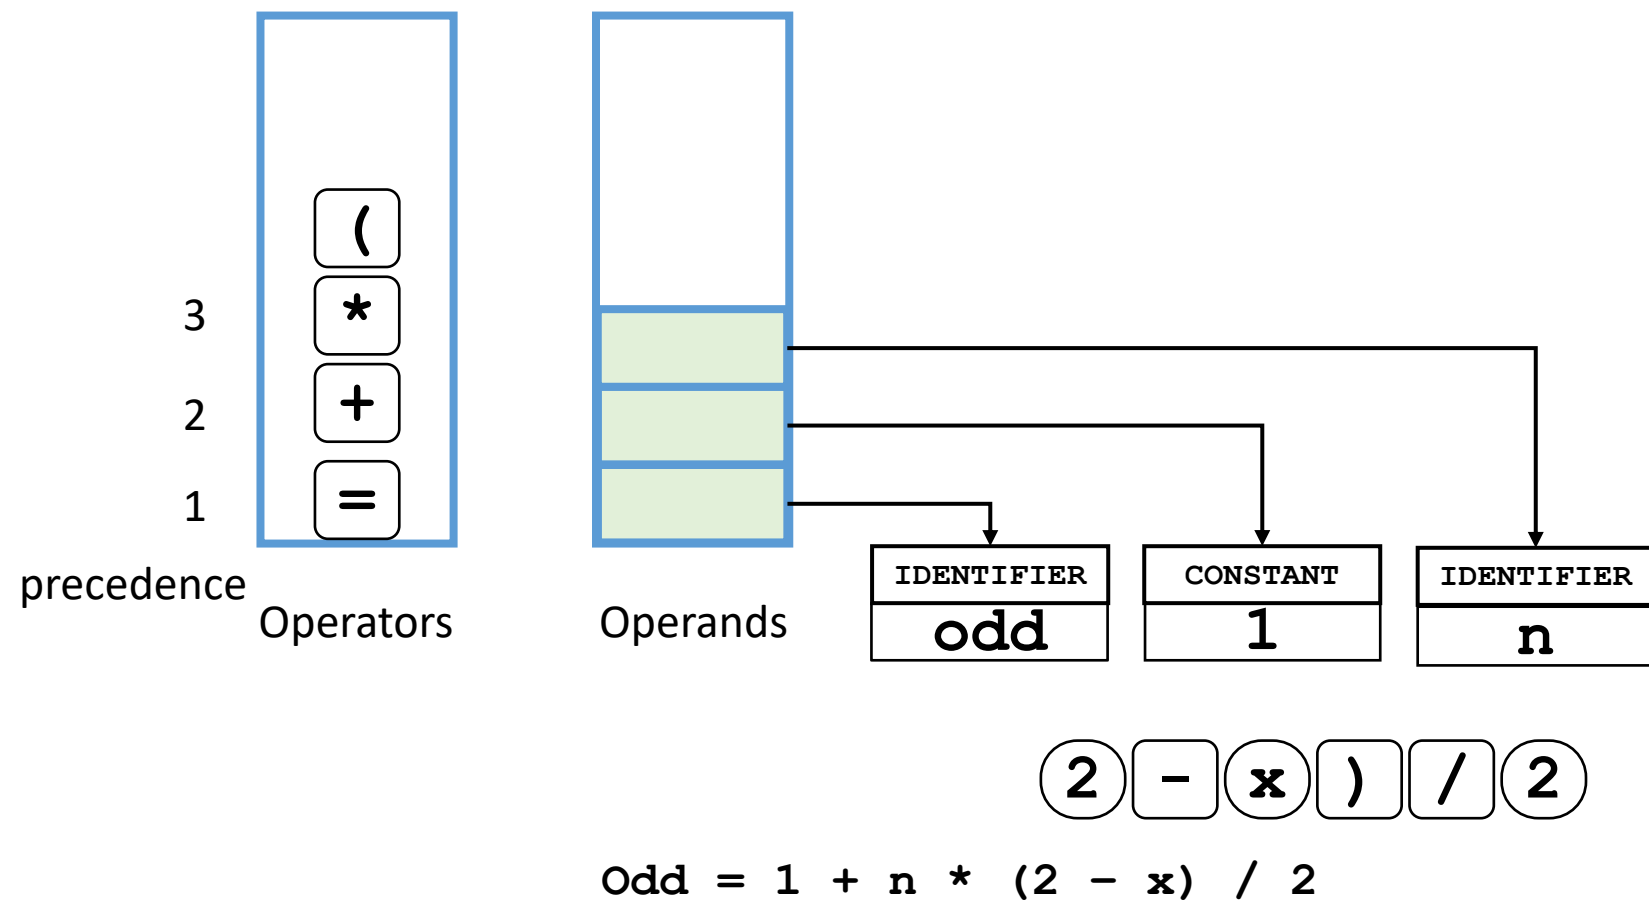 (
3 *
2 +
1 =
precedence
Operators Operands
IDENTIFIER CONSTANT IDENTIFIER
odd 1 n
2 - x ) / 2
Odd = 1 + n * (2 – x) / 2